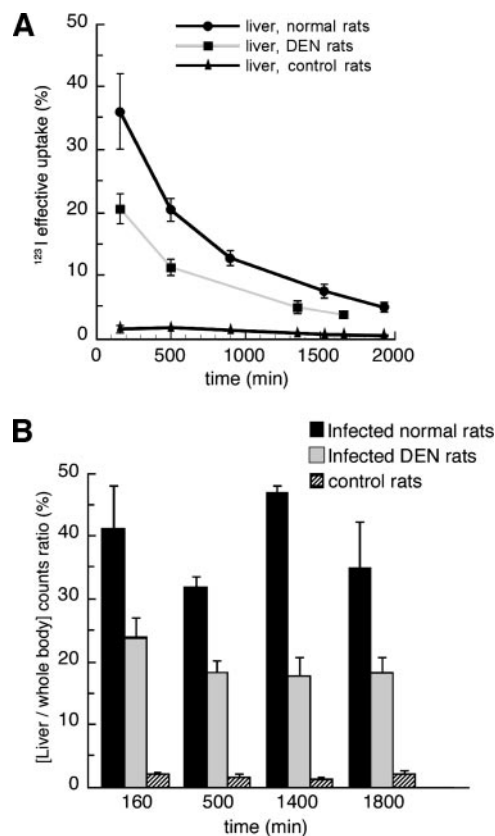 A
liver, normal rats
liver, DEN rats
liver, control rats
123I effective uptake (%)
50
40
30
20
10
0
0 500 1000 1500 2000
time (min)
B
Infected normal rats
Infected DEN rats
control rats
[Liver / whole body] counts ratio (%)
50
40
30
20
10
0
160 500 1400 1800
time (min)